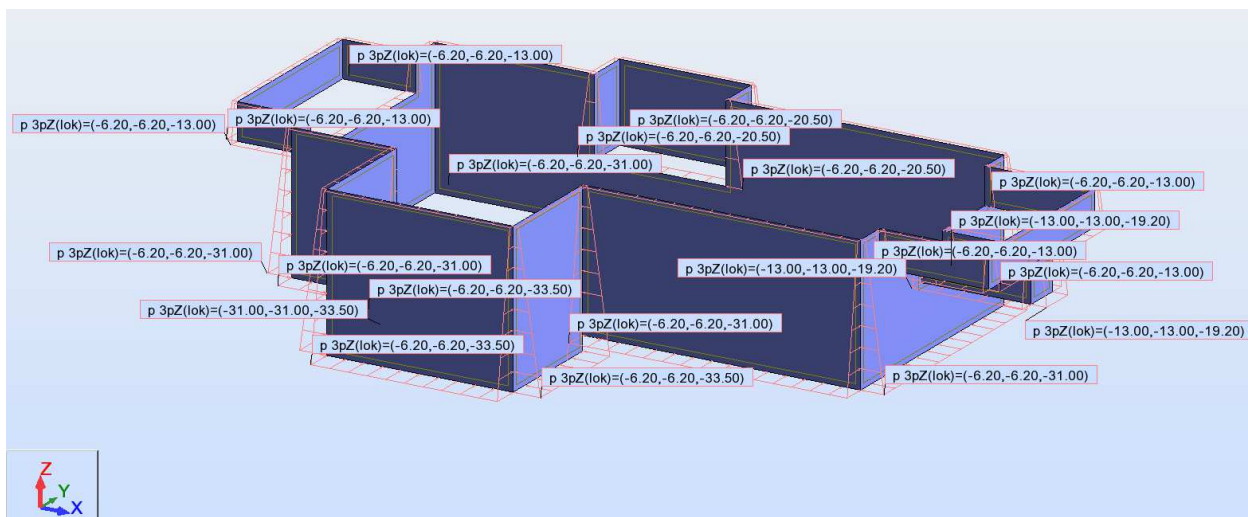 p 3pZ(lok)=(-6.20,-6.20,-13.00)
p 3pZ(lok)=(-6.20,-6.20,-13.00)
p 3pZ(lok)=(-6.20,-6.20,-13.00)
p 3pZ(lok)=(-6.20,-6.20,-20.50)
p 3pZ(lok)=(-6.20,-6.20,-20.50)
p 3pZ(lok)=(-6.20,-6.20,-31.00)
p 3pZ(lok)=(-6.20,-6.20,-20.50)
p 3pZ(lok)=(-6.20,-6.20,-13.00)
p 3pZ(lok)=(-13.00,-13.00,-19.20)
p 3pZ(lok)=(-6.20,-6.20,-31.00)
p 3pZ(lok)=(-6.20,-6.20,-31.00)
p 3pZ(lok)=(-13.00,-13.00,-19.20)
p 3pZ(lok)=(-6.20,-6.20,-13.00)
p 3pZ(lok)=(-6.20,-6.20,-13.00)
p 3pZ(lok)=(-6.20,-6.20,-33.50)
p 3pZ(lok)=(-31.00,-31.00,-33.50)
p 3pZ(lok)=(-6.20,-6.20,-31.00)
p 3pZ(lok)=(-13.00,-13.00,-19.20)
p 3pZ(lok)=(-6.20,-6.20,-33.50)
p 3pZ(lok)=(-6.20,-6.20,-33.50)
p 3pZ(lok)=(-6.20,-6.20,-31.00)
Z
Y
X